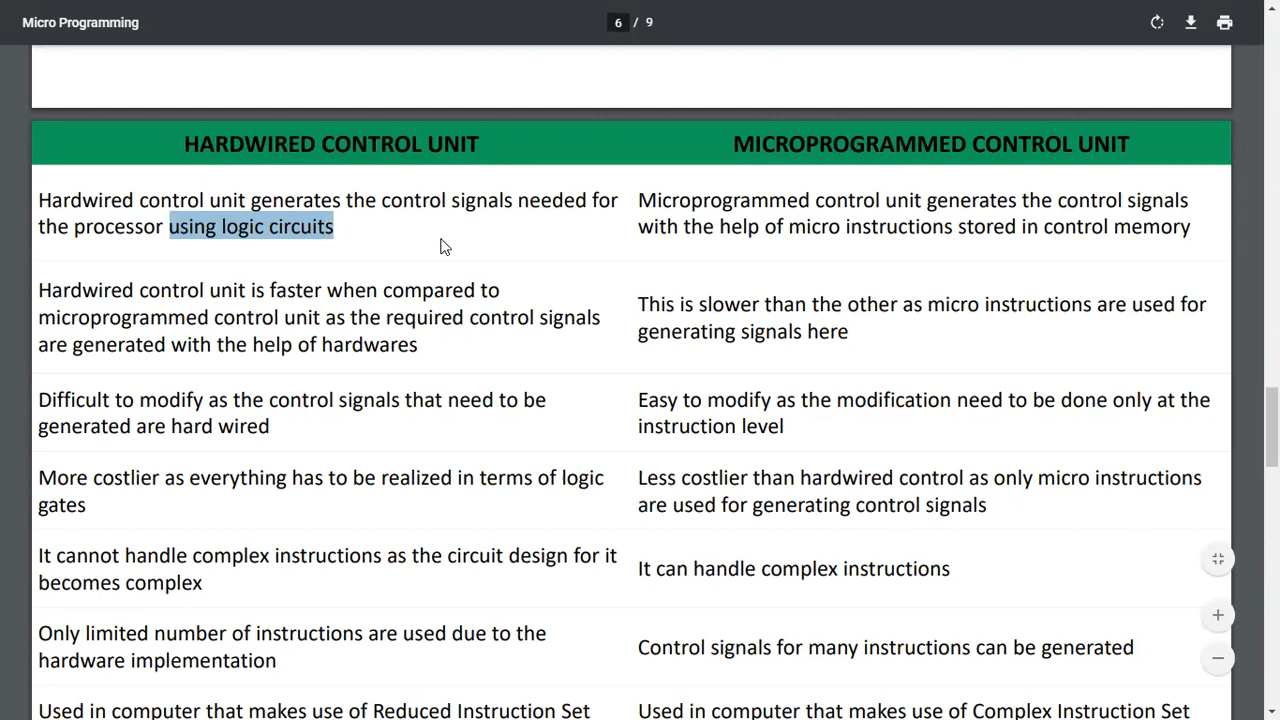 Micro Programming
6 / 9
HARDWIRED CONTROL UNIT
MICROPROGRAMMED CONTROL UNIT
Hardwired control unit generates the control signals needed for
the processor using logic circuits
Microprogrammed control unit generates the control signals
with the help of micro instructions stored in control memory
Hardwired control unit is faster when compared to
microprogrammed control unit as the required control signals
are generated with the help of hardwares
This is slower than the other as micro instructions are used for
generating signals here
Difficult to modify as the control signals that need to be
generated are hard wired
Easy to modify as the modification need to be done only at the
instruction level
More costlier as everything has to be realized in terms of logic
gates
Less costlier than hardwired control as only micro instructions
are used for generating control signals
It cannot handle complex instructions as the circuit design for it
becomes complex
It can handle complex instructions
Only limited number of instructions are used due to the
hardware implementation
Control signals for many instructions can be generated
Used in computer that makes use of Reduced Instruction Set
Used in computer that makes use of Complex Instruction Set